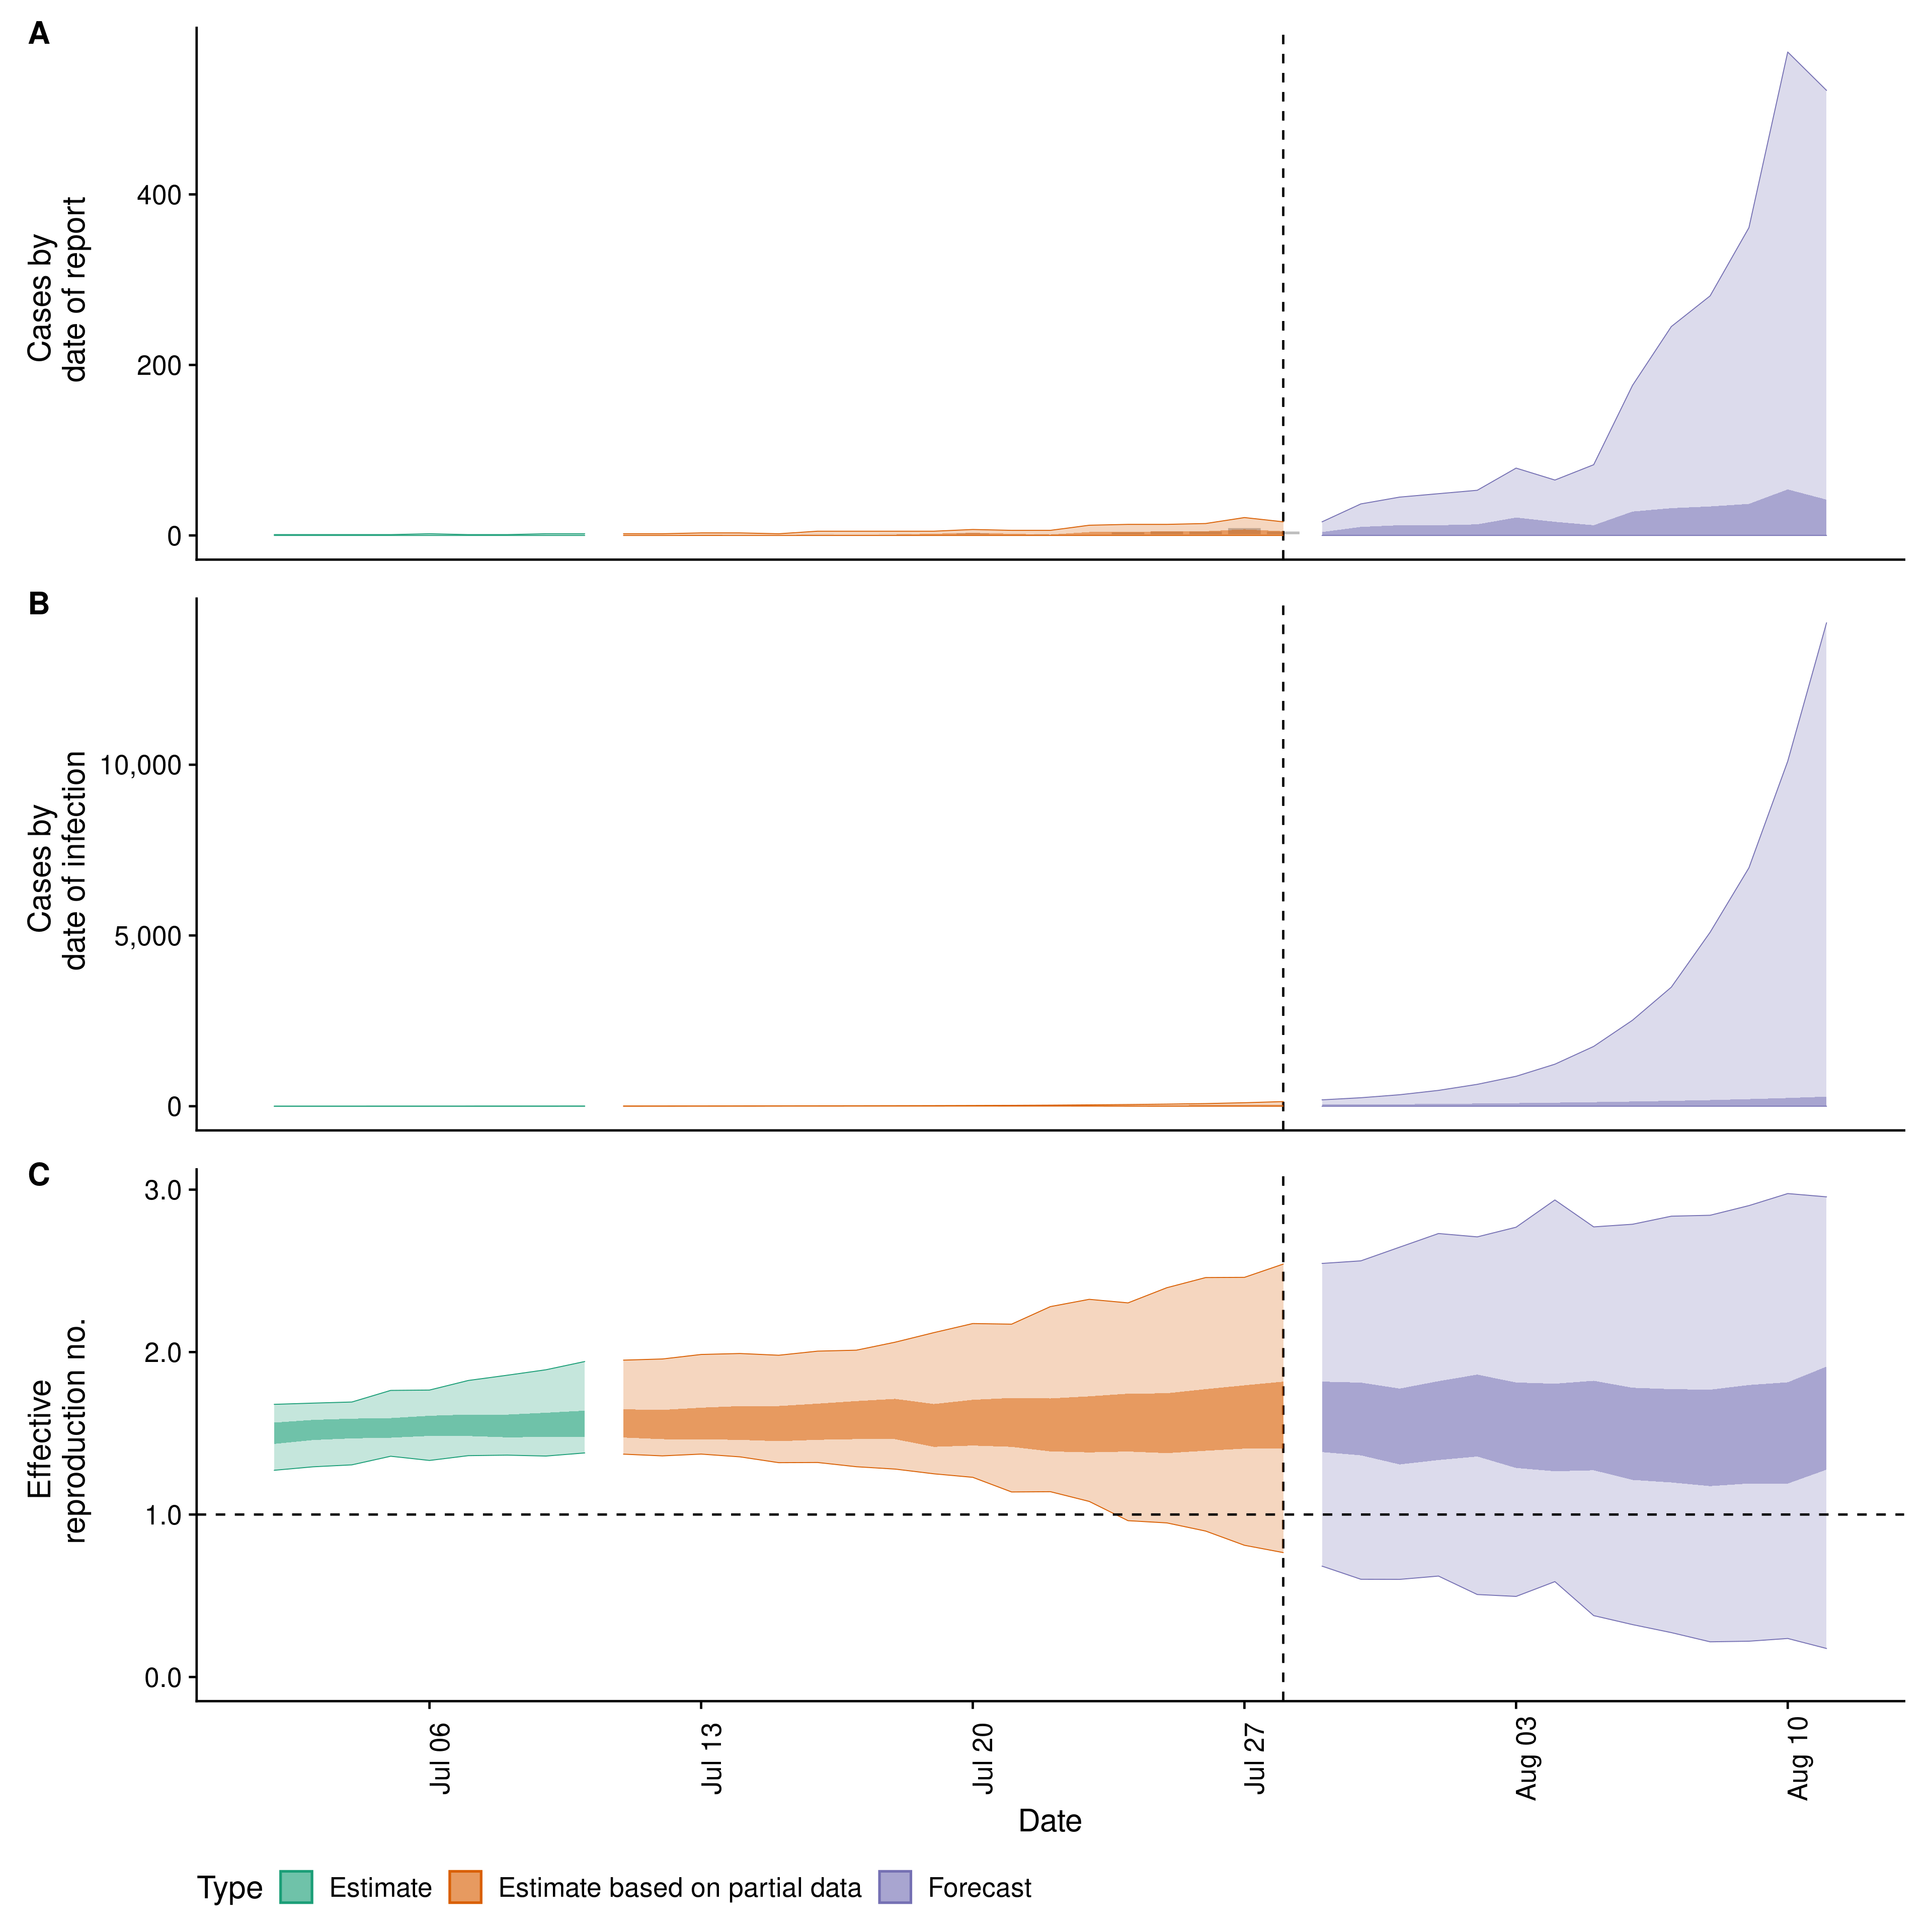 A
Cases by
date of report
400
200
0
B
Cases by
date of infection
10,000
5,000
0
C
Effective
reproduction no.
3.0
2.0
1.0
0.0
Jul 06
Jul 13
Jul 20
Jul 27
Aug 03
Aug 10
Date
Type Estimate Estimate based on partial data Forecast